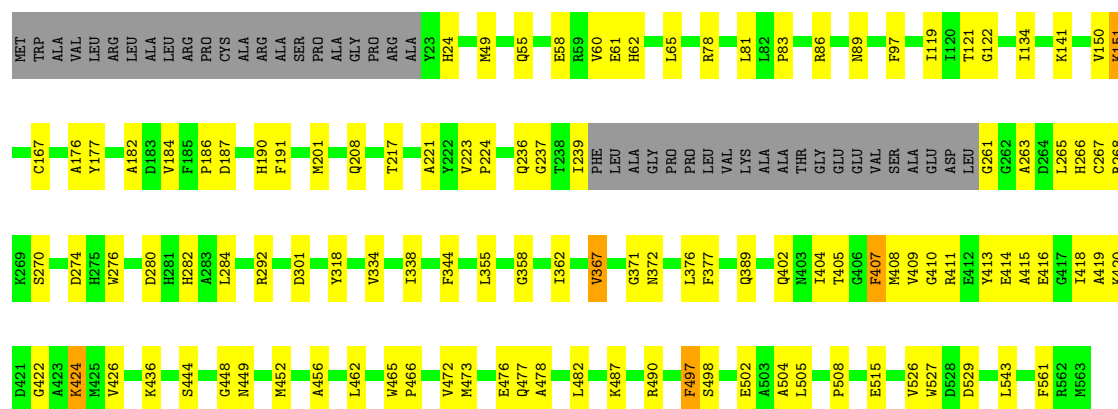 MET TRP ALA VAL LEU ARG LEU ALA LEU ARG PRO CYS ALA ARG ALA SER PRO ALA GLY PRO ARG ALA Y23 H24 M49 Q55 E58 R59 V60 E61 H62 L65 R78 L81 L82 P83 R86 N89 F97 I119 I120 T121 G122 I134 K141 V150 K151
C167 A176 Y177 A182 D183 V184 F185 P186 D187 H190 F191 M201 Q208 T217 A221 Y222 V223 P224 Q236 G237 T238 I239 PHE LEU ALA GLY PRO PRO LEU VAL LYS ALA ALA THR GLY GLU GLU VAL SER ALA GLU ASP LEU G261 G262 A263 D264 L265 H266 C267 R268
K269 S270 D274 H275 W276 D280 H281 H282 A283 L284 R292 D301 Y318 V334 I338 F344 L355 G358 I362 V367 G371 N372 L376 F377 Q389 Q402 N403 I404 T405 G406 F407 M408 V409 G410 R411 E412 Y413 E414 A415 E416 G417 I418 A419 K420
D421 G422 A423 K424 M425 V426 K436 S444 G448 N449 M452 A456 L462 W465 P466 V472 M473 E476 Q477 A478 L482 K487 R490 F497 S498 E502 A503 A504 L505 P508 E515 V526 W527 D528 D529 L543 F561 R562 M563